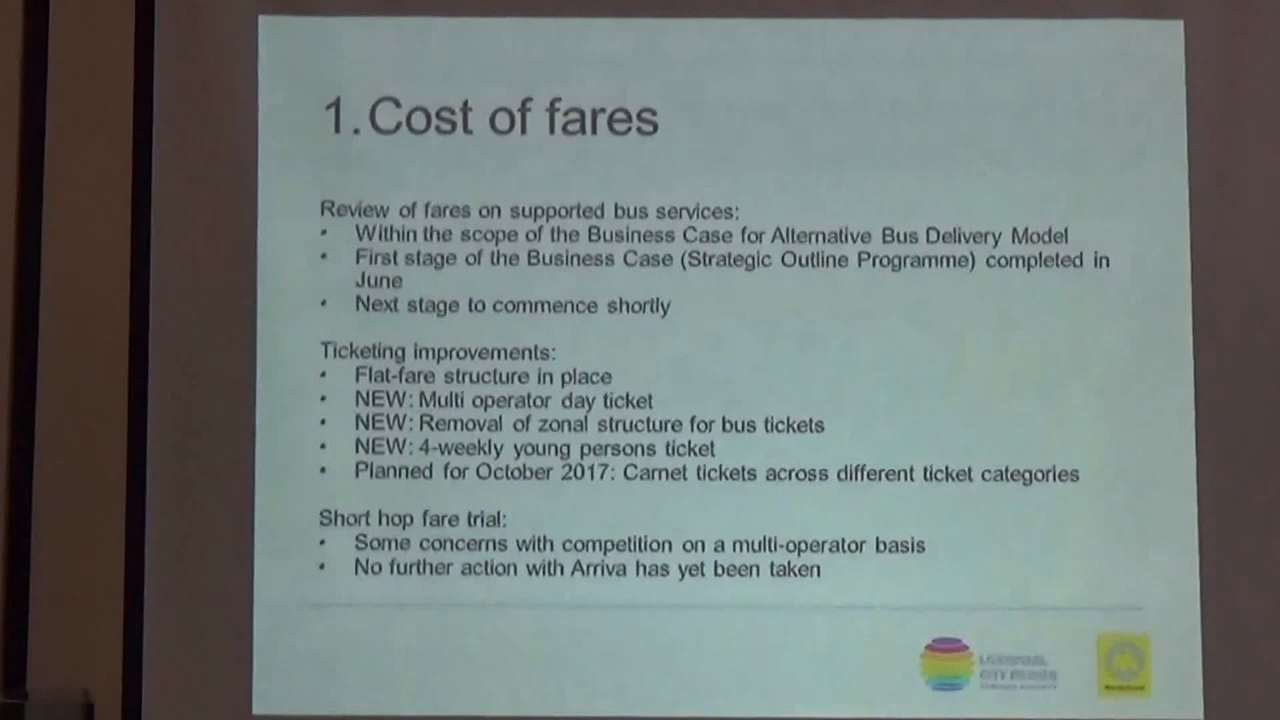 1. Cost of fares
Review of fares on supported bus services:
• Within the scope of the Business Case for Alternative Bus Delivery Model
• First stage of the Business Case (Strategic Outline Programme) completed in
June
• Next stage to commence shortly
Ticketing improvements:
• Flat-fare structure in place
• NEW: Multi operator day ticket
• NEW: Removal of zonal structure for bus tickets
• NEW: 4-weekly young persons ticket
• Planned for October 2017: Carnet tickets across different ticket categories
Short hop fare trial:
• Some concerns with competition on a multi-operator basis
• No further action with Arriva has yet been taken
LIVERPOOL
CITY REGION